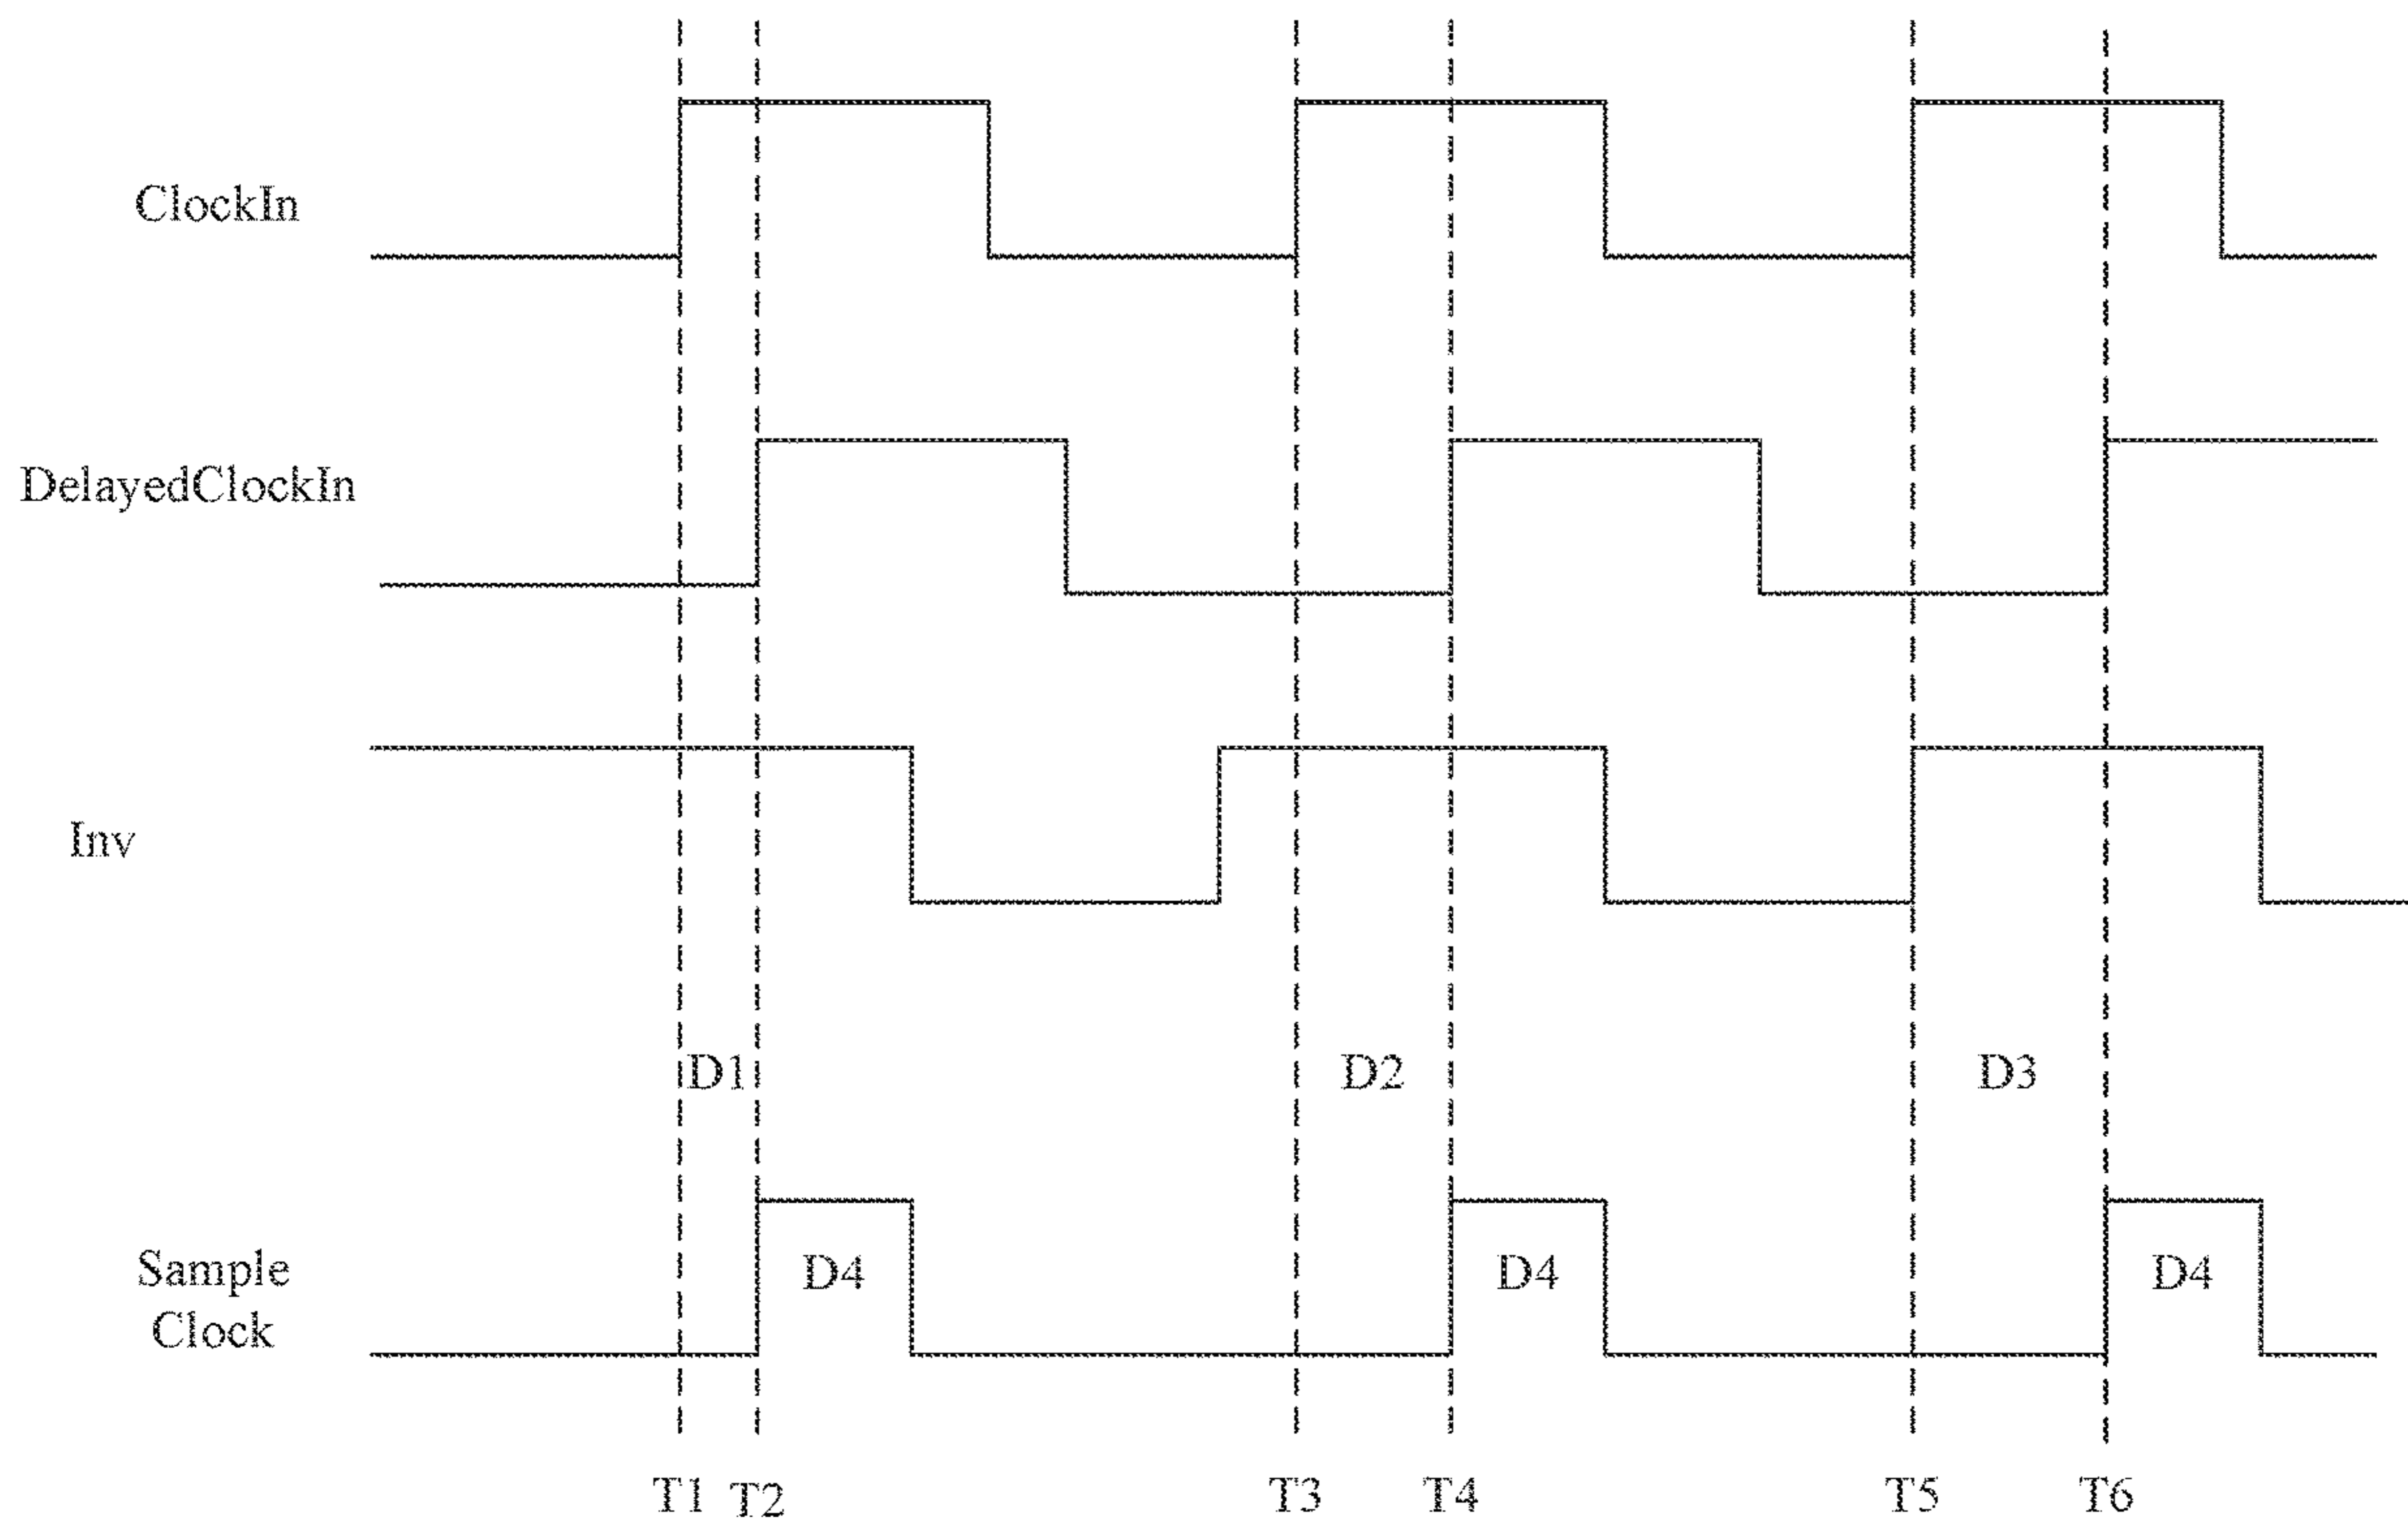 ClockIn
DelayedClockIn
Inv
D1
D2
D3
Sample
Clock
D4
D4
D4
T1
T2
T3
T4
T5
T6